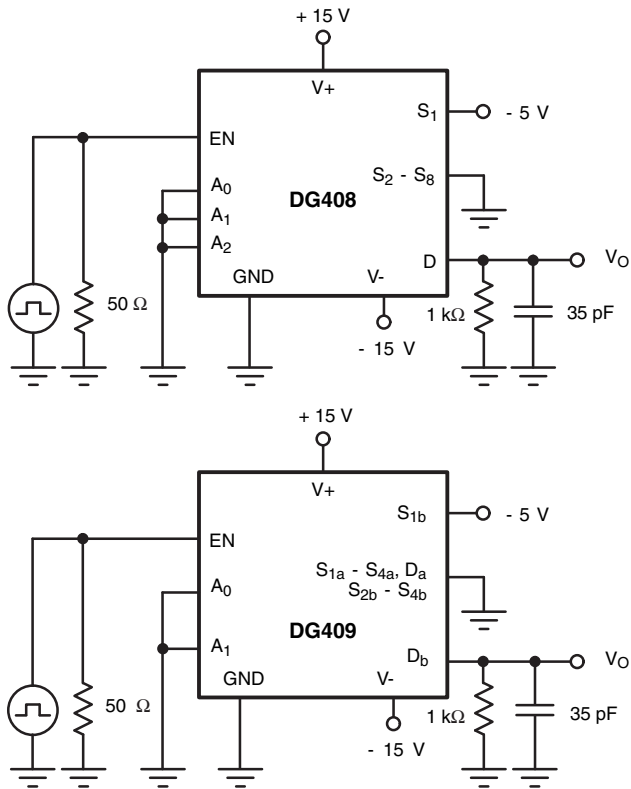 + 15 V
V+
S1
- 5 V
EN
S2 - S8
A0
A1
A2
DG408
D
VO
GND
V-
50 Ω
1 kΩ
35 pF
- 15 V
+ 15 V
V+
S1b
- 5 V
EN
S1a - S4a, Da
S2b - S4b
A0
DG409
A1
Db
VO
GND
V-
50 Ω
1 kΩ
35 pF
- 15 V